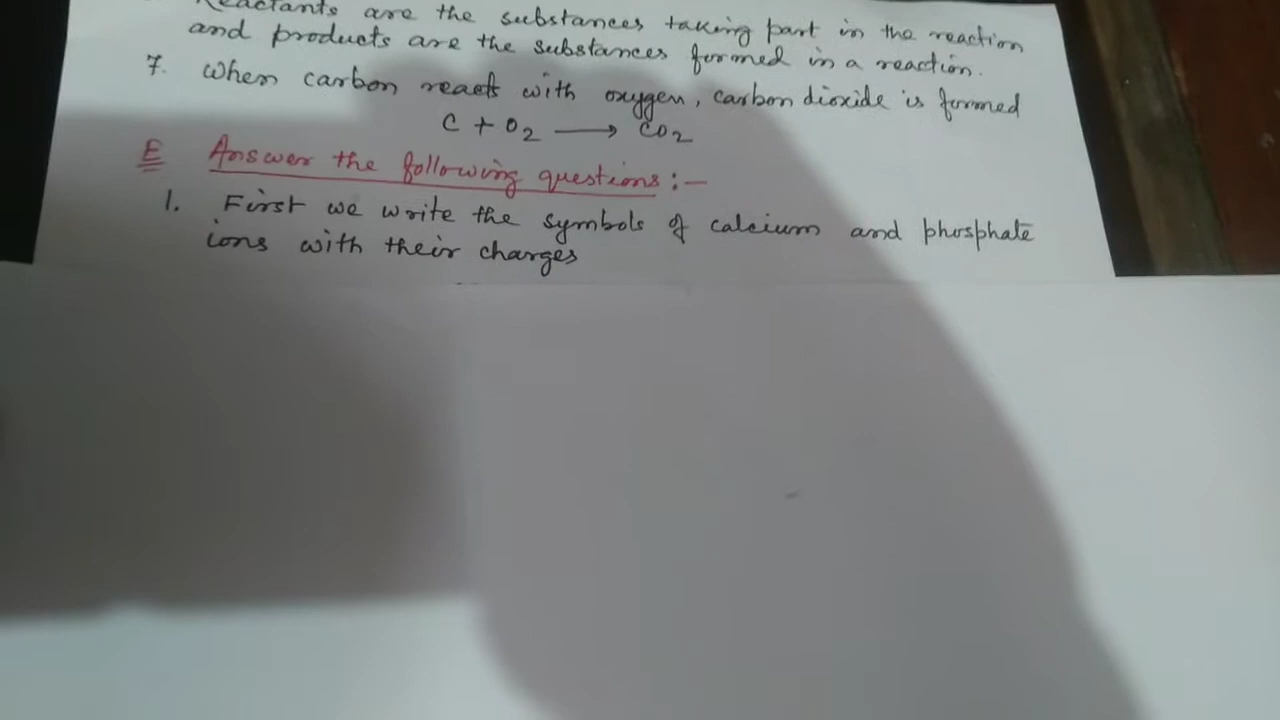 Reactants are the substances taking part in the reaction
and products are the substances formed in a reaction.
7. When carbon reacts with oxygen, carbon dioxide is formed
C + O₂ ⟶ CO₂
E Answer the following questions :-
1. First we write the symbols of calcium and phosphate
ions with their charges